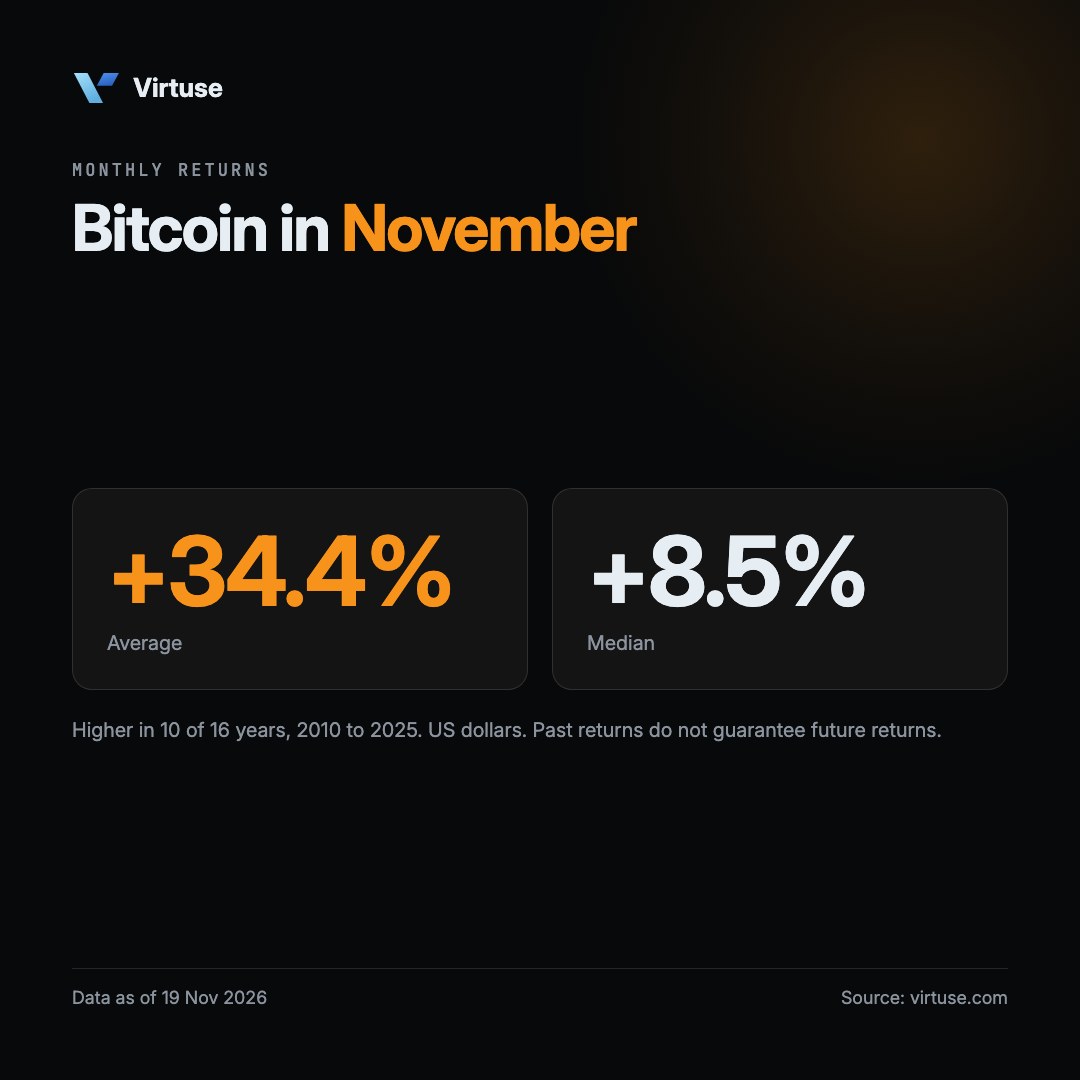 Virtuse
MONTHLY RETURNS
Bitcoin in November
+34.4%
Average
+8.5%
Median
Higher in 10 of 16 years, 2010 to 2025. US dollars. Past returns do not guarantee future returns.
Data as of 19 Nov 2026
Source: virtuse.com